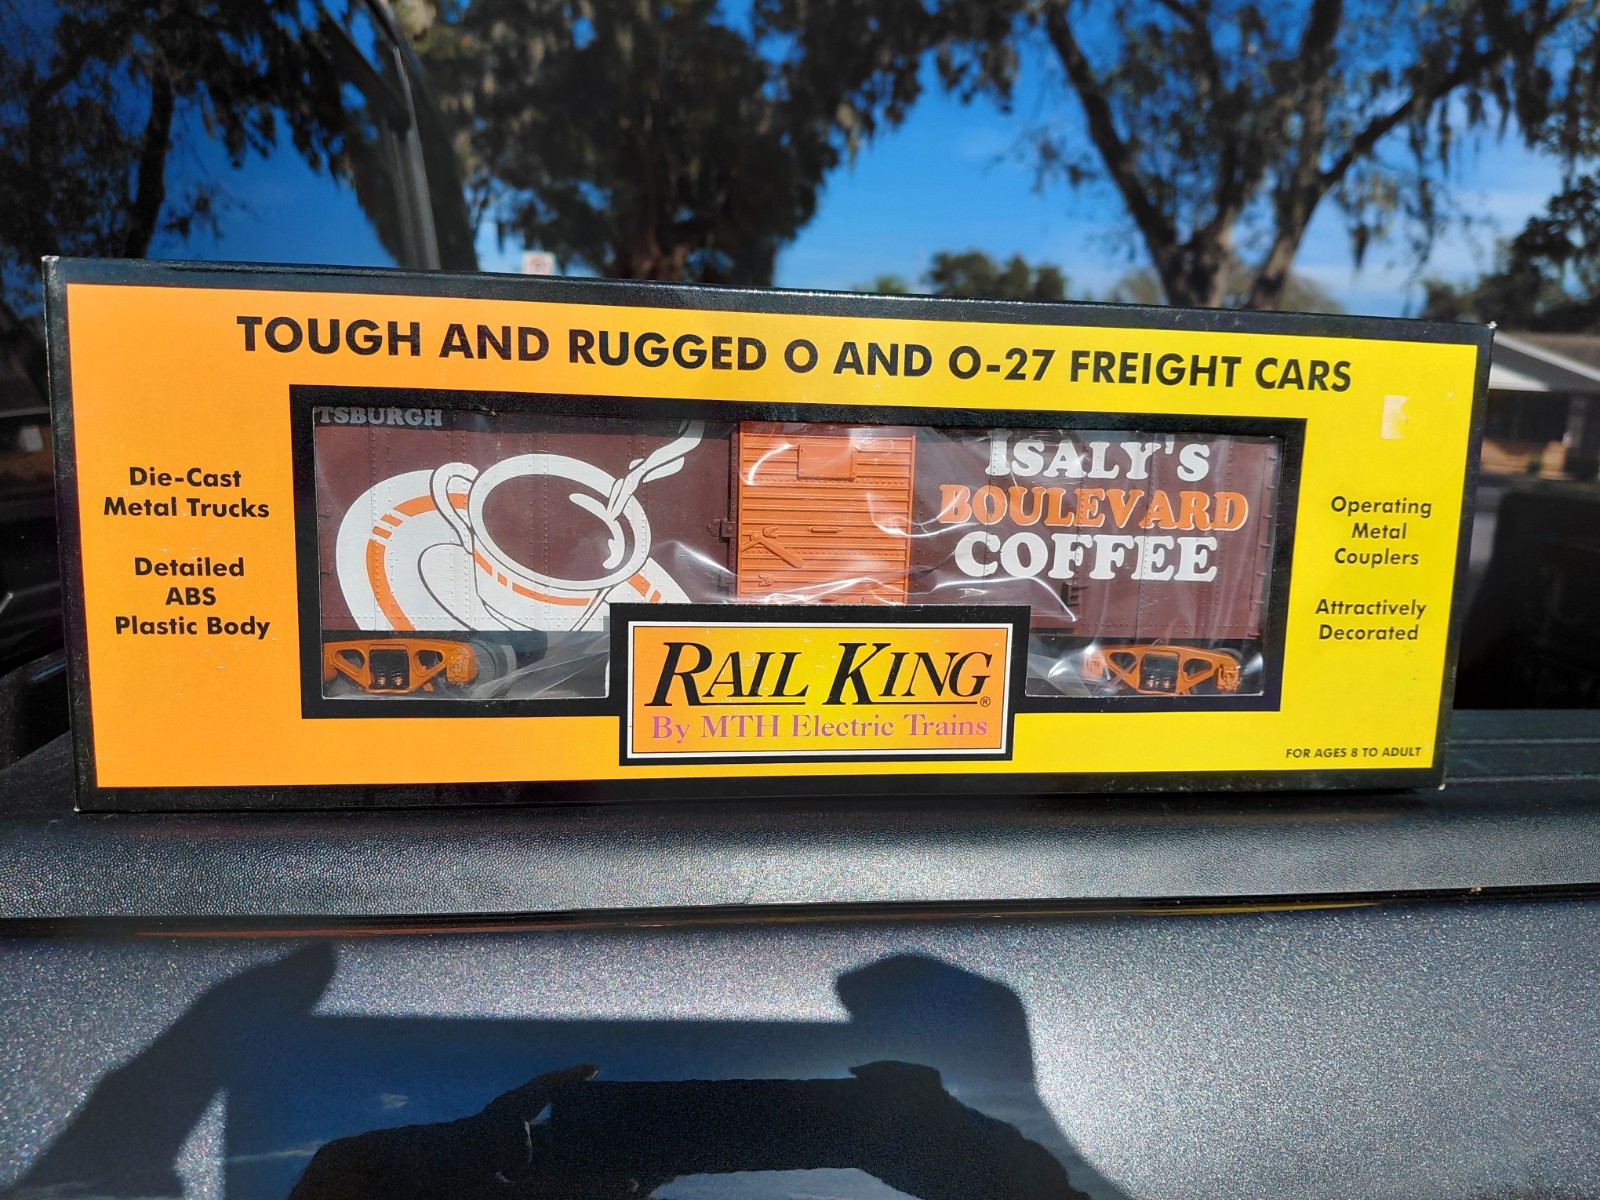 TOUGH AND RUGGED O AND O-27 FREIGHT CARS
Die-Cast
Metal Trucks
Detailed
ABS
Plastic Body
TSBURGH
ISALY'S
BOULEVARD
COFFEE
Operating
Metal
Couplers
Attractively
Decorated
RAIL KING®
By MTH Electric Trains
FOR AGES 8 TO ADULT